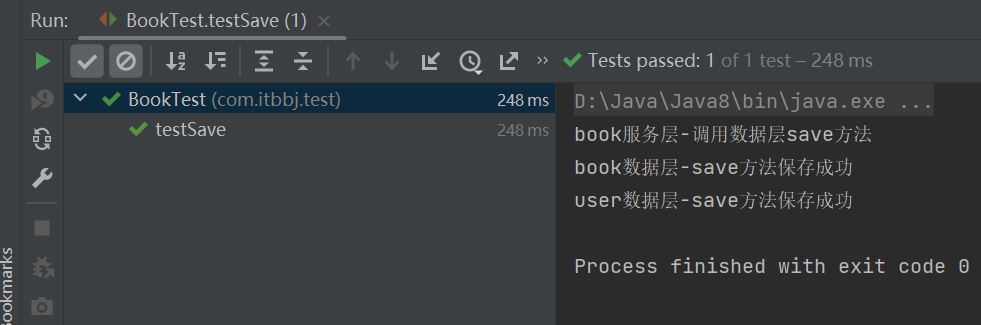 Run: BookTest.testSave (1) ×
Tests passed: 1 of 1 test – 248 ms
BookTest (com.itbbj.test) 248 ms
testSave 248 ms
D:\Java\Java8\bin\java.exe ...
book服务层-调用数据层save方法
book数据层-save方法保存成功
user数据层-save方法保存成功
Process finished with exit code 0
Bookmarks